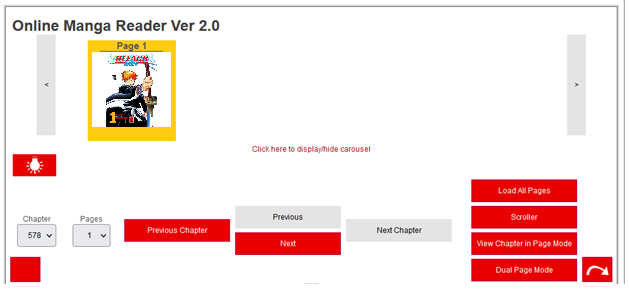 Online Manga Reader Ver 2.0
Page 1
BLEACH
1
<
>
Click here to display/hide carousel
Load All Pages
Chapter
Pages
Previous
Scroller
578
1
Previous Chapter
Next Chapter
Next
View Chapter in Page Mode
Dual Page Mode